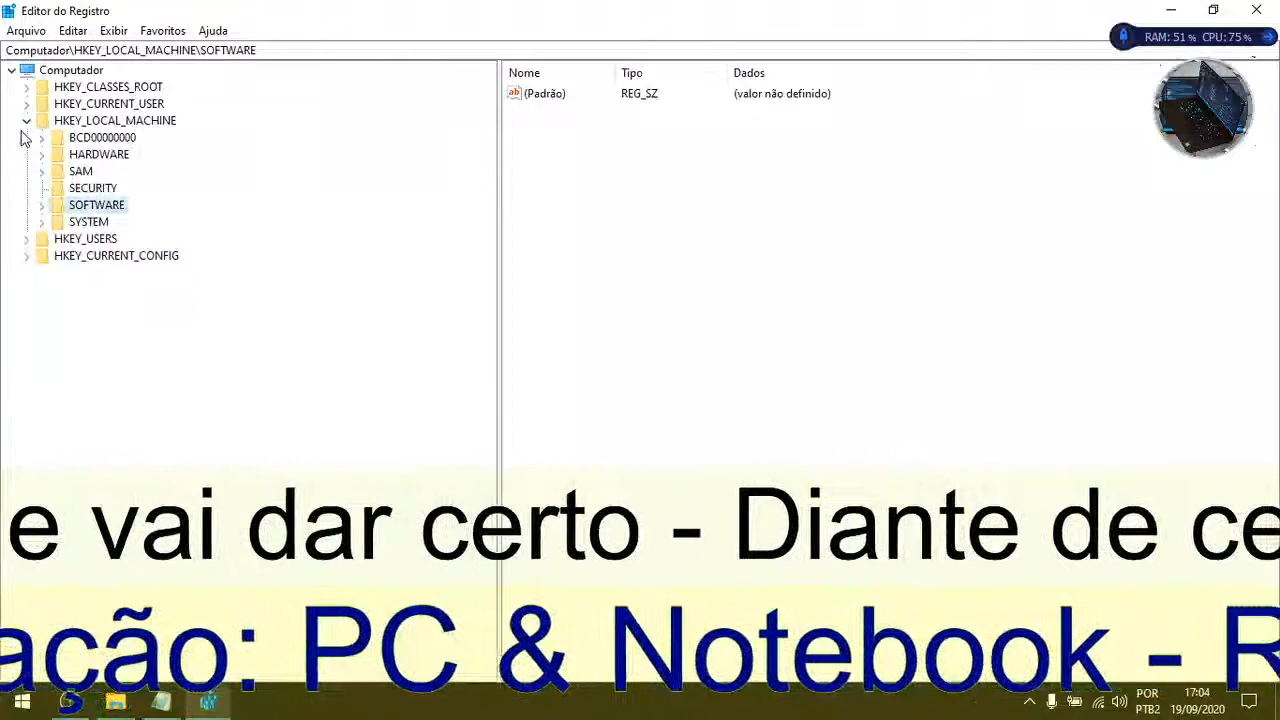 Editor do Registro
Arquivo Editar Exibir Favoritos Ajuda
Computador\HKEY_LOCAL_MACHINE\SOFTWARE
RAM: 51 % CPU: 75 %
Computador
HKEY_CLASSES_ROOT
HKEY_CURRENT_USER
HKEY_LOCAL_MACHINE
BCD00000000
HARDWARE
SAM
SECURITY
SOFTWARE
SYSTEM
HKEY_USERS
HKEY_CURRENT_CONFIG
Nome Tipo Dados
ab (Padrão) REG_SZ (valor não definido)
e vai dar certo - Diante de ce
ação: PC & Notebook - R
POR 17:04
PTB2 19/09/2020